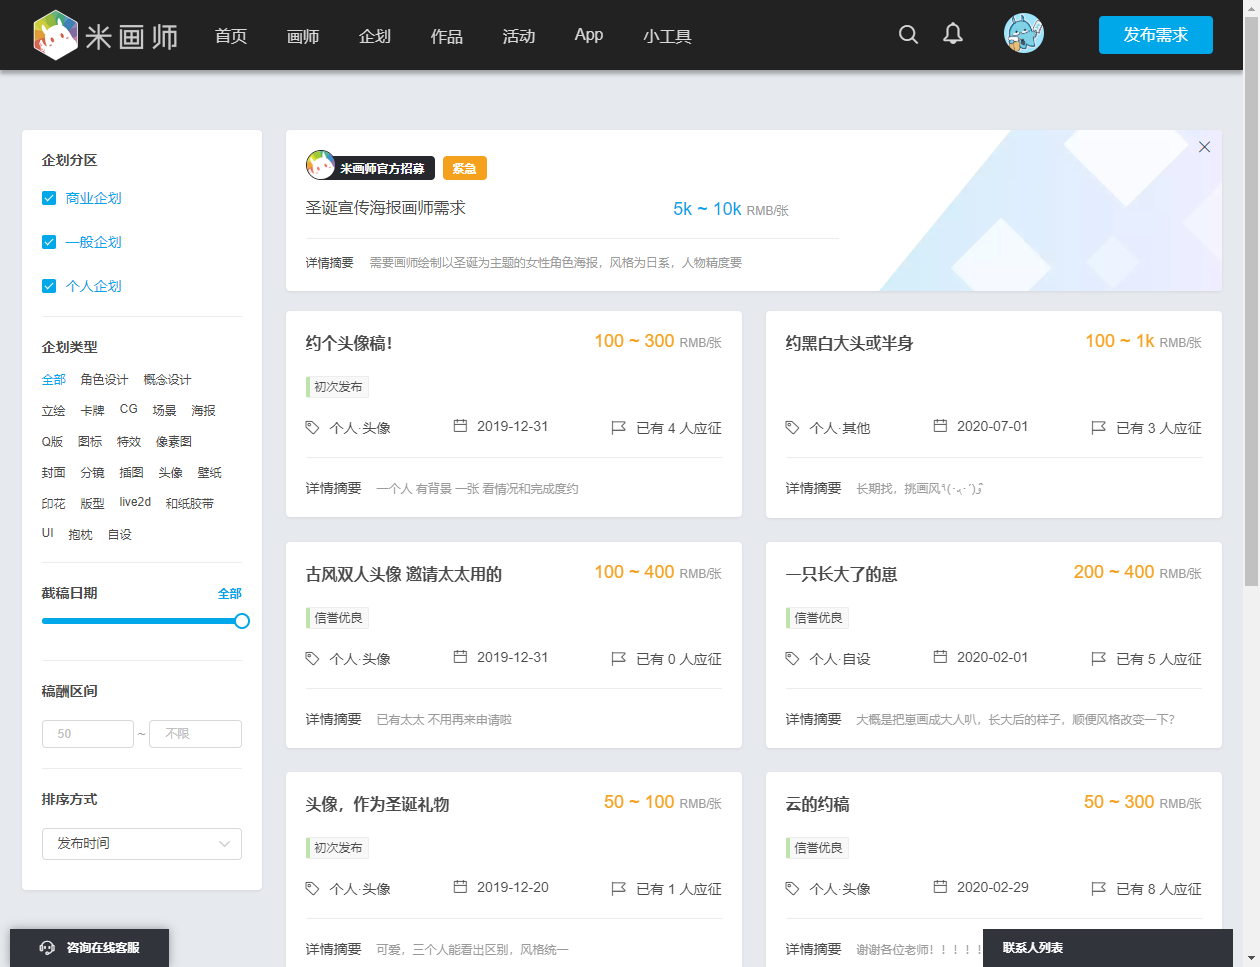 米画师 首页 画师 企划 作品 活动 App 小工具 发布需求
企划分区
商业企划
一般企划
个人企划
企划类型
全部 角色设计 概念设计
立绘 卡牌 CG 场景 海报
Q版 图标 特效 像素图
封面 分镜 插图 头像 壁纸
印花 版型 live2d 和纸胶带
UI 抱枕 自设
截稿日期 全部
稿酬区间
50 ~ 不限
排序方式
发布时间
米画师官方招募 紧急
圣诞宣传海报画师需求 5k ~ 10k RMB/张
详情摘要 需要画师绘制以圣诞为主题的女性角色海报，风格为日系，人物精度要
约个头像稿！ 100 ~ 300 RMB/张
初次发布
个人·头像 2019-12-31 已有 4 人应征
详情摘要 一个人 有背景 一张 看情况和完成度约
约黑白大头或半身 100 ~ 1k RMB/张
个人·其他 2020-07-01 已有 3 人应征
详情摘要 长期找，挑画风
古风双人头像 邀请太太用的 100 ~ 400 RMB/张
信誉优良
个人·头像 2019-12-31 已有 0 人应征
详情摘要 已有太太 不用再来申请啦
一只长大了的崽 200 ~ 400 RMB/张
信誉优良
个人·自设 2020-02-01 已有 5 人应征
详情摘要 大概是把崽画成大人叭，长大后的样子，顺便风格改变一下？
头像，作为圣诞礼物 50 ~ 100 RMB/张
初次发布
个人·头像 2019-12-20 已有 1 人应征
详情摘要 可爱，三个人能看出区别，风格统一
云的约稿 50 ~ 300 RMB/张
信誉优良
个人·头像 2020-02-29 已有 8 人应征
详情摘要 谢谢各位老师！！！！！
咨询在线客服
联系人列表